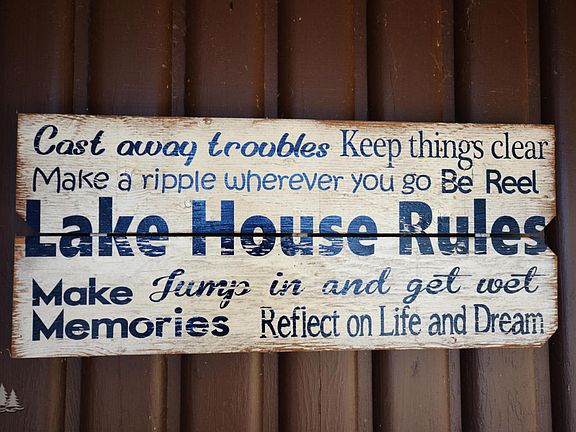 Cast away troubles Keep things clear
Make a ripple wherever you go Be Reel
Lake House Rules
Make Jump in and get wet
Memories Reflect on Life and Dream